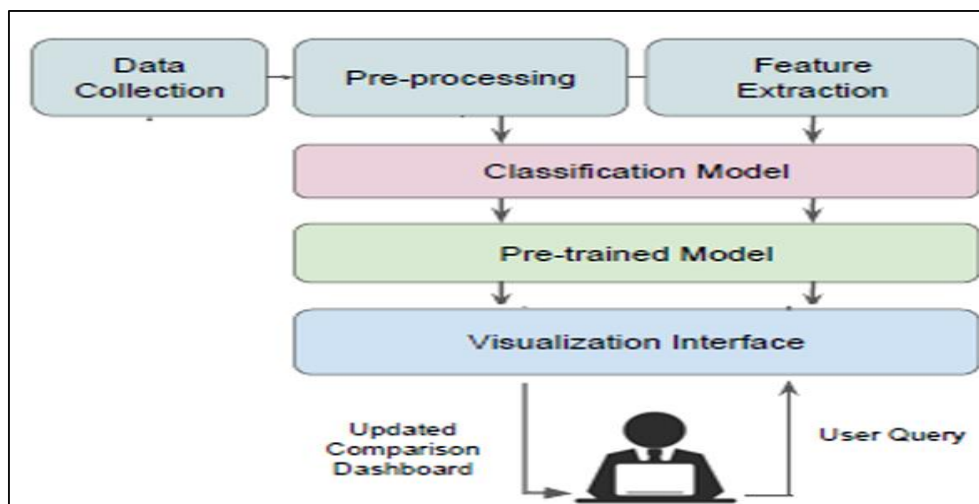 Data
Collection
Pre-processing
Feature
Extraction
Classification Model
Pre-trained Model
Visualization Interface
Updated
Comparison
Dashboard
User Query